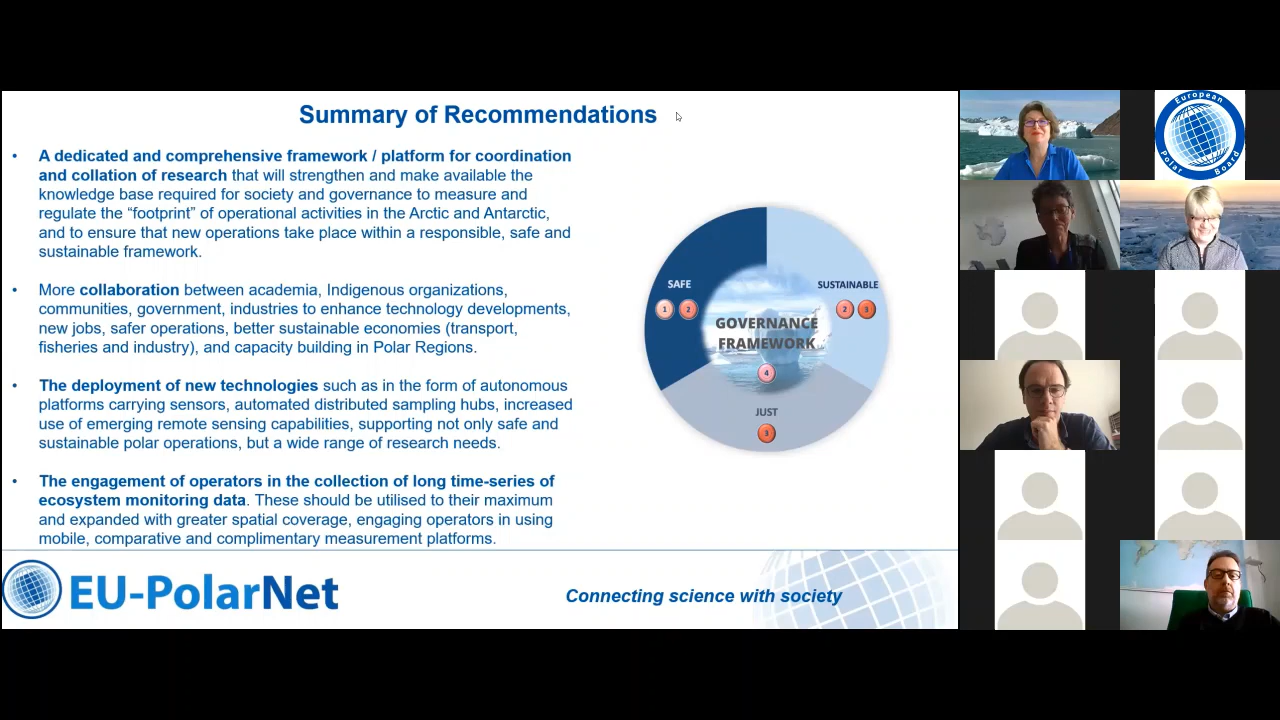 Summary of Recommendations
• A dedicated and comprehensive framework / platform for coordination
and collation of research that will strengthen and make available the
knowledge base required for society and governance to measure and
regulate the “footprint” of operational activities in the Arctic and Antarctic,
and to ensure that new operations take place within a responsible, safe and
sustainable framework.
• More collaboration between academia, Indigenous organizations,
communities, government, industries to enhance technology developments,
new jobs, safer operations, better sustainable economies (transport,
fisheries and industry), and capacity building in Polar Regions.
• The deployment of new technologies such as in the form of autonomous
platforms carrying sensors, automated distributed sampling hubs, increased
use of emerging remote sensing capabilities, supporting not only safe and
sustainable polar operations, but a wide range of research needs.
• The engagement of operators in the collection of long time-series of
ecosystem monitoring data. These should be utilised to their maximum
and expanded with greater spatial coverage, engaging operators in using
mobile, comparative and complimentary measurement platforms.
SAFE
1 2
SUSTAINABLE
2 3
GOVERNANCE
FRAMEWORK
4
JUST
3
EU-PolarNet
Connecting science with society
European
Polar Board